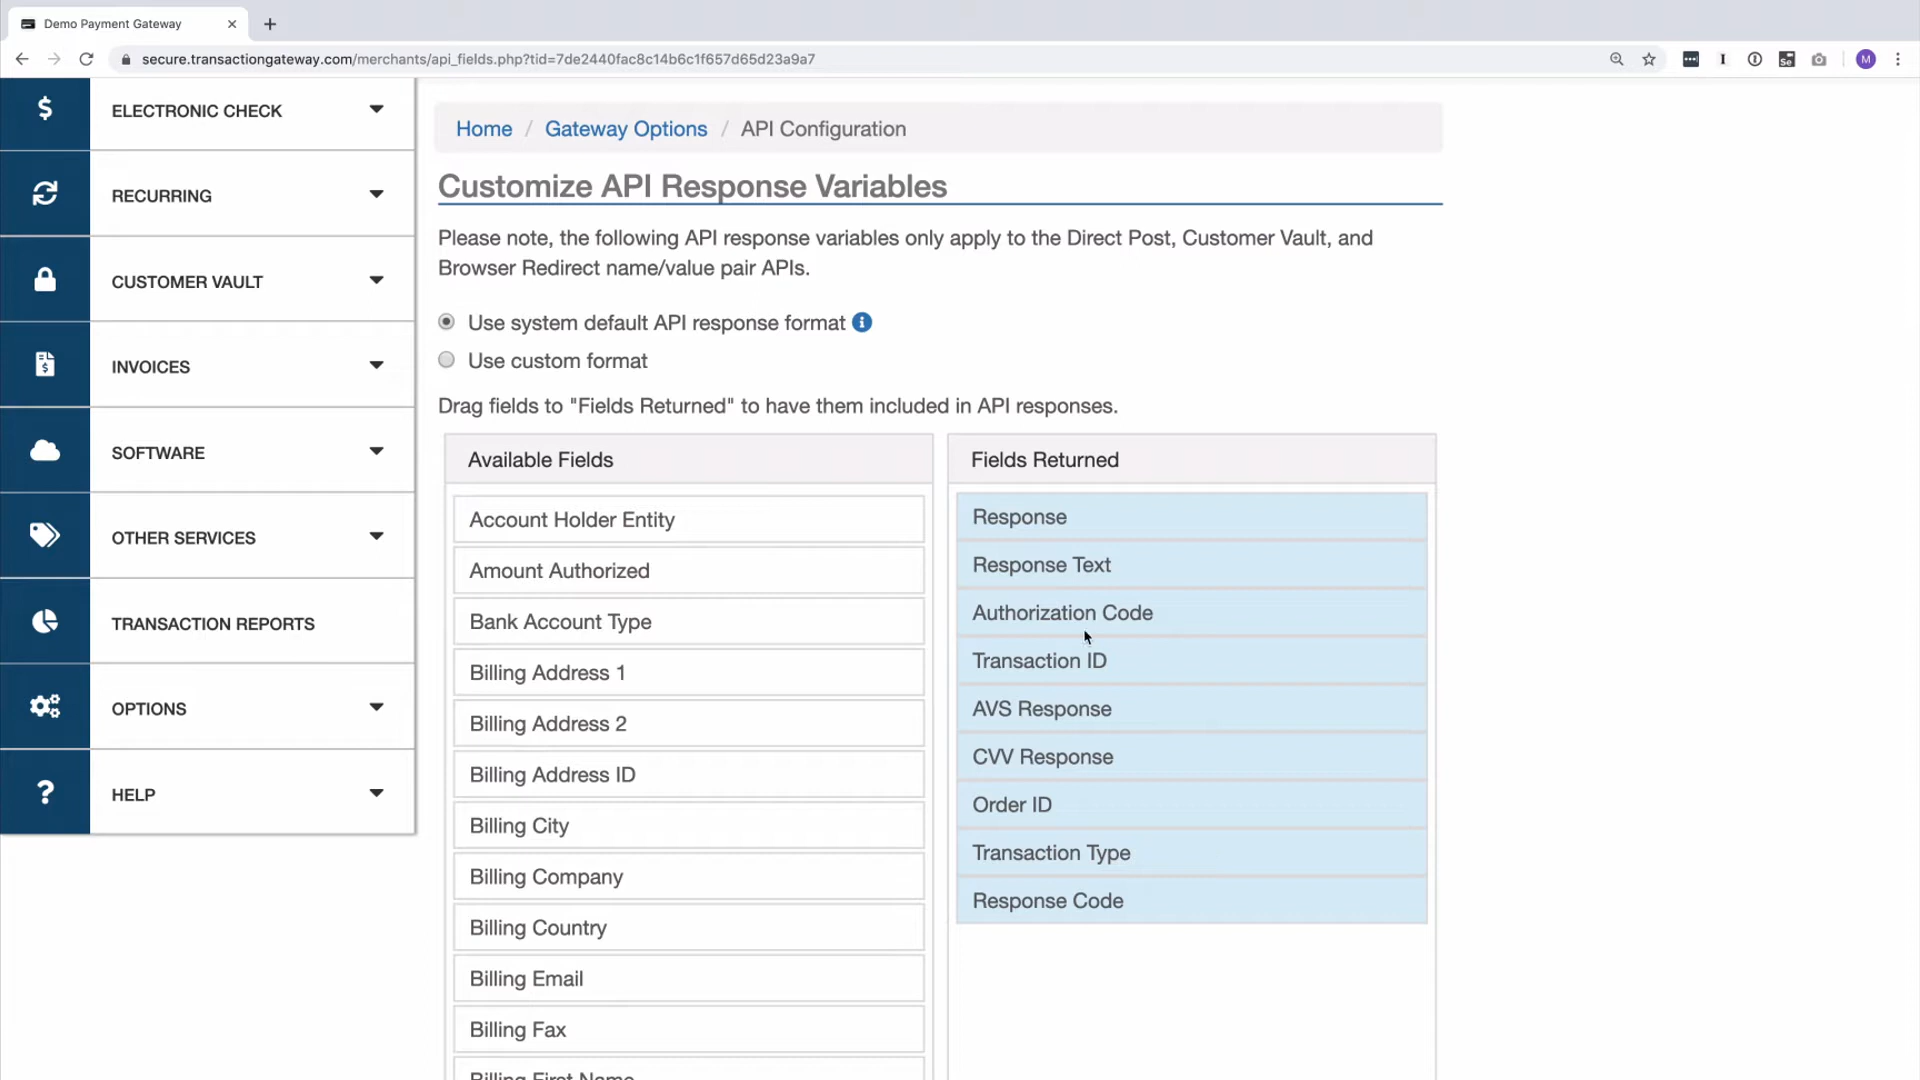 Demo Payment Gateway
secure.transactiongateway.com/merchants/api_fields.php?tid=7de2440fac8c14b6c1f657d65d23a9a7
M
ELECTRONIC CHECK
RECURRING
CUSTOMER VAULT
INVOICES
SOFTWARE
OTHER SERVICES
TRANSACTION REPORTS
OPTIONS
HELP
Home / Gateway Options / API Configuration
Customize API Response Variables
Please note, the following API response variables only apply to the Direct Post, Customer Vault, and
Browser Redirect name/value pair APIs.
Use system default API response format
Use custom format
Drag fields to "Fields Returned" to have them included in API responses.
Available Fields
Account Holder Entity
Amount Authorized
Bank Account Type
Billing Address 1
Billing Address 2
Billing Address ID
Billing City
Billing Company
Billing Country
Billing Email
Billing Fax
Billing First Name
Fields Returned
Response
Response Text
Authorization Code
Transaction ID
AVS Response
CVV Response
Order ID
Transaction Type
Response Code